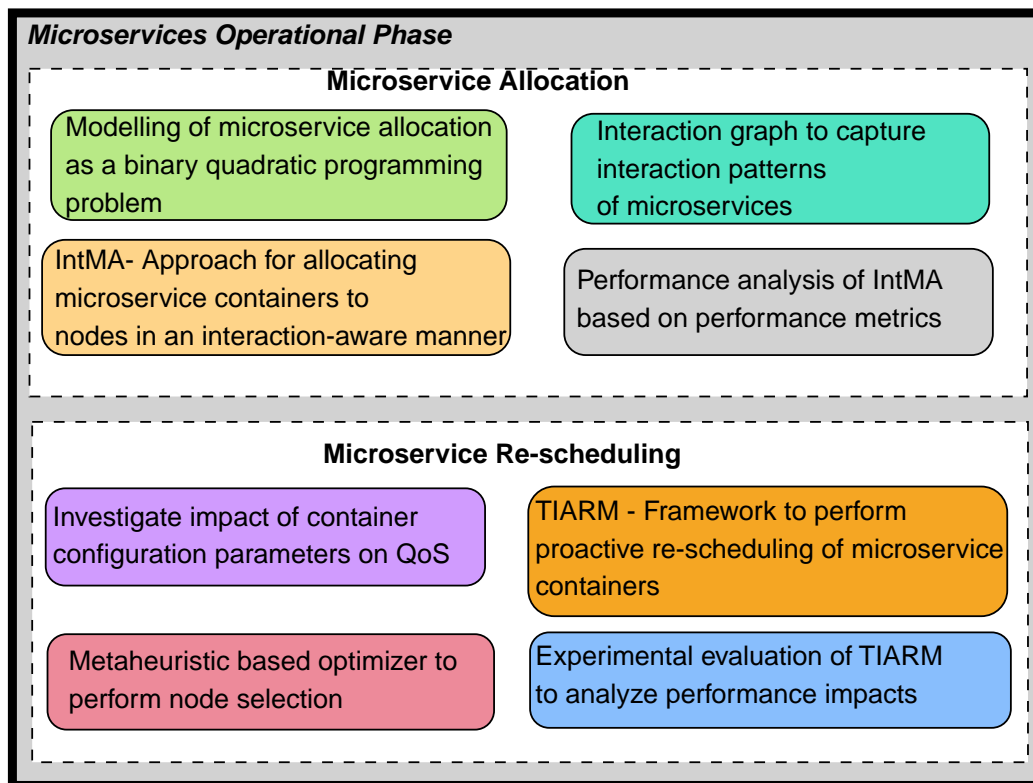 Microservices Operational Phase
Microservice Allocation
Modelling of microservice allocation
as a binary quadratic programming
problem
Interaction graph to capture
interaction patterns
of microservices
IntMA- Approach for allocating
microservice containers to
nodes in an interaction-aware manner
Performance analysis of IntMA
based on performance metrics
Microservice Re-scheduling
Investigate impact of container
configuration parameters on QoS
TIARM - Framework to perform
proactive re-scheduling of microservice
containers
Metaheuristic based optimizer to
perform node selection
Experimental evaluation of TIARM
to analyze performance impacts